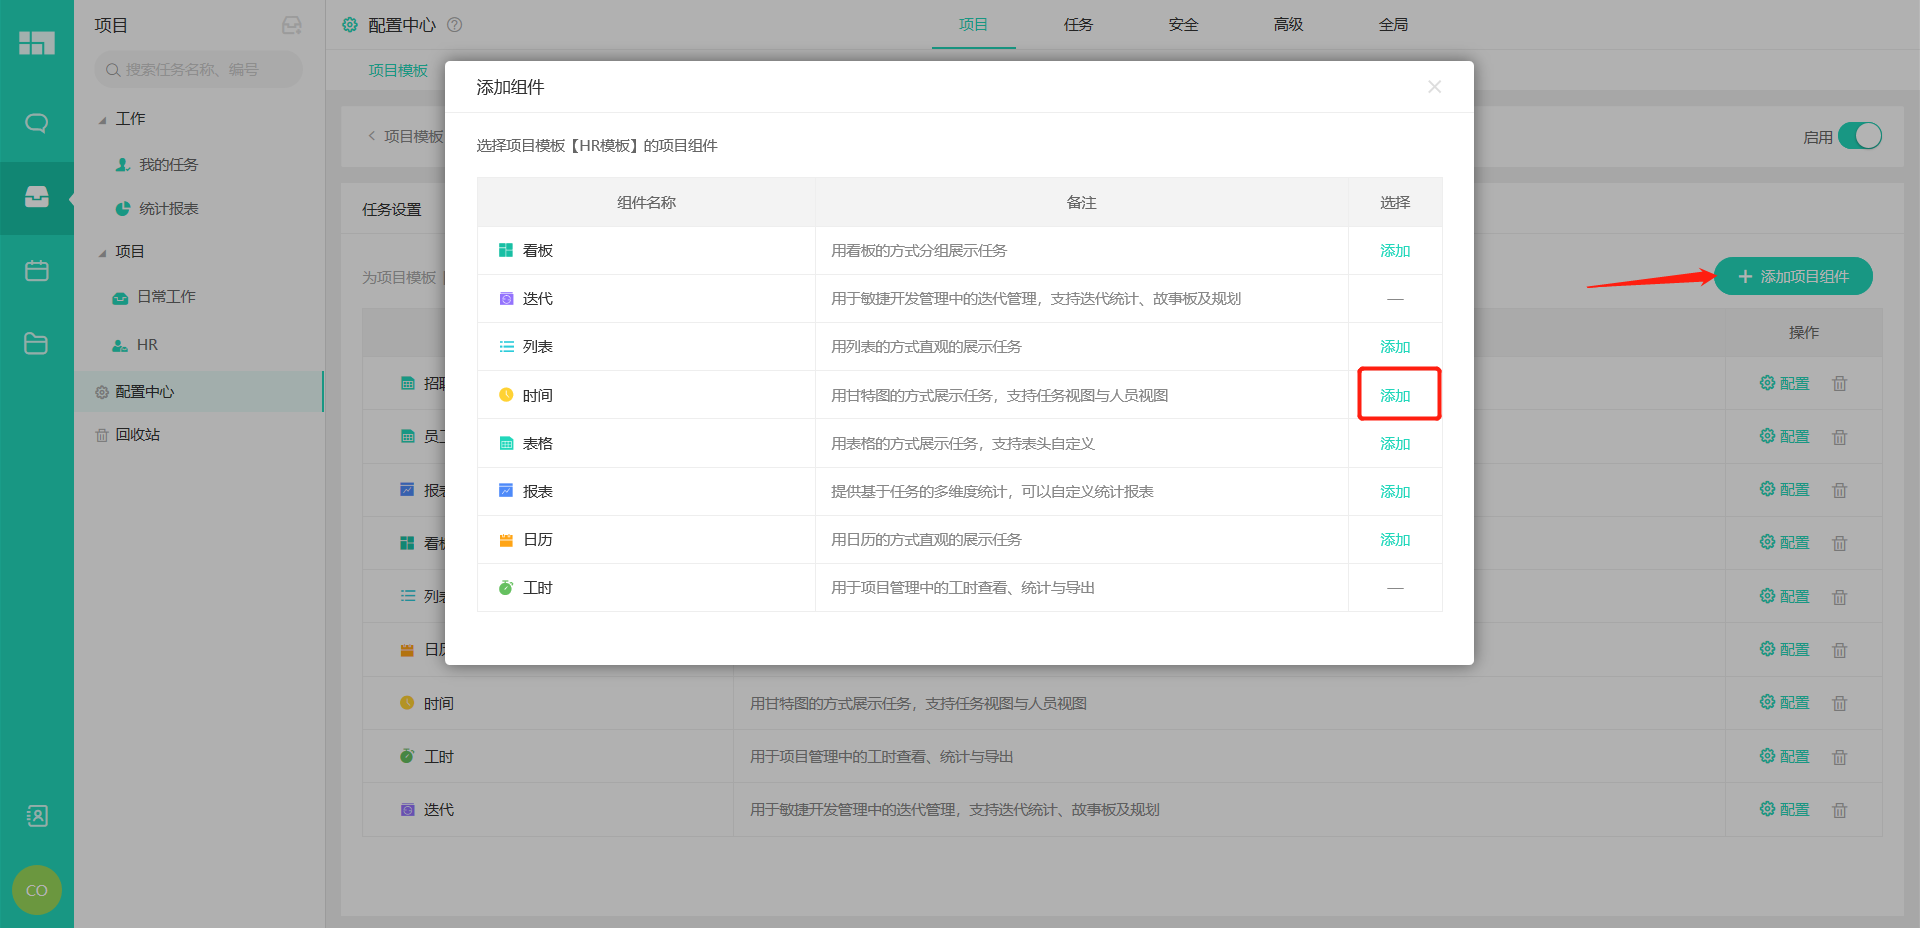 项目
搜索任务名称、编号
工作
我的任务
统计报表
项目
日常工作
HR
配置中心
回收站
CO
配置中心
项目
任务
安全
高级
全局
项目模板
项目模板
启用
任务设置
为项目模板
添加项目组件
操作
招聘
配置
员工
配置
报表
配置
看板
配置
列表
配置
日历
配置
时间
用甘特图的方式展示任务，支持任务视图与人员视图
配置
工时
用于项目管理中的工时查看、统计与导出
配置
迭代
用于敏捷开发管理中的迭代管理，支持迭代统计、故事板及规划
配置
添加组件
选择项目模板【HR模板】的项目组件
组件名称 备注 选择
看板 用看板的方式分组展示任务 添加
迭代 用于敏捷开发管理中的迭代管理，支持迭代统计、故事板及规划 —
列表 用列表的方式直观的展示任务 添加
时间 用甘特图的方式展示任务，支持任务视图与人员视图 添加
表格 用表格的方式展示任务，支持表头自定义 添加
报表 提供基于任务的多维度统计，可以自定义统计报表 添加
日历 用日历的方式直观的展示任务 添加
工时 用于项目管理中的工时查看、统计与导出 —